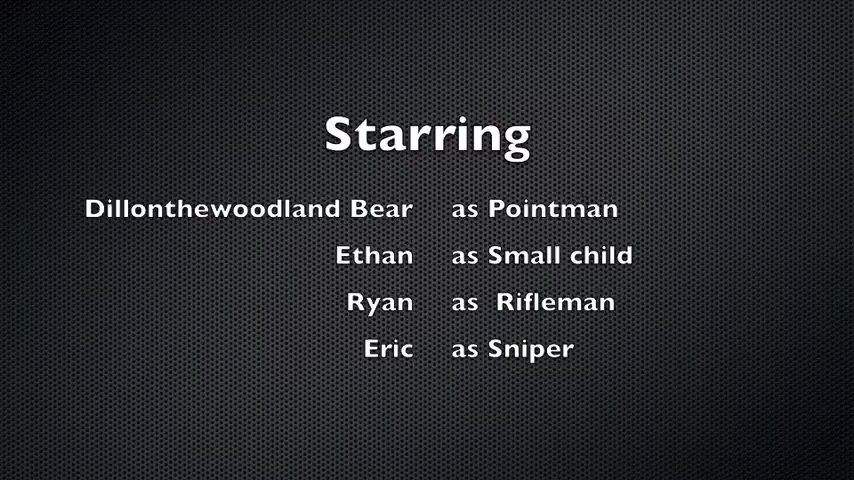 Starring
Dillonthewoodland Bear as Pointman
Ethan as Small child
Ryan as Rifleman
Eric as Sniper